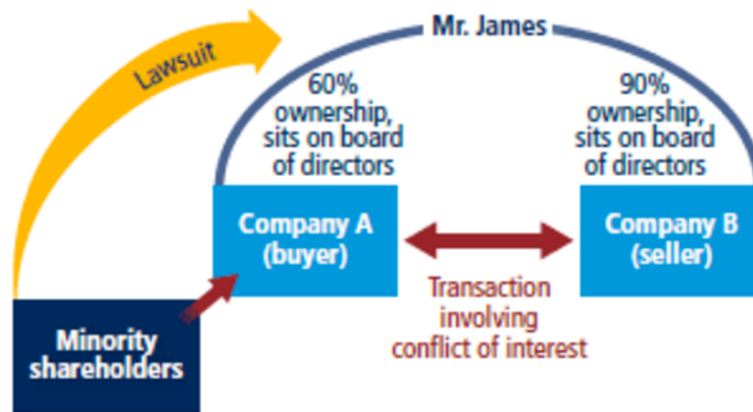 Mr. James
Lawsuit
60%
ownership,
sits on board
of directors
90%
ownership,
sits on board
of directors
Company A
(buyer)
Company B
(seller)
Transaction
involving
conflict of interest
Minority
shareholders